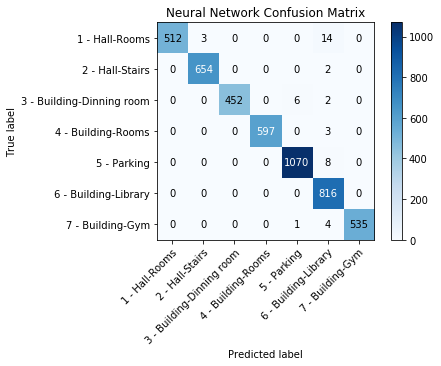 Neural Network Confusion Matrix
True label
1 - Hall-Rooms 512 3 0 0 0 14 0
2 - Hall-Stairs 0 654 0 0 0 2 0
3 - Building-Dinning room 0 0 452 0 6 2 0
4 - Building-Rooms 0 0 0 597 0 3 0
5 - Parking 0 0 0 0 1070 8 0
6 - Building-Library 0 0 0 0 0 816 0
7 - Building-Gym 0 0 0 0 1 4 535
1 - Hall-Rooms
2 - Hall-Stairs
3 - Building-Dinning room
4 - Building-Rooms
5 - Parking
6 - Building-Library
7 - Building-Gym
Predicted label
1000
800
600
400
200
0